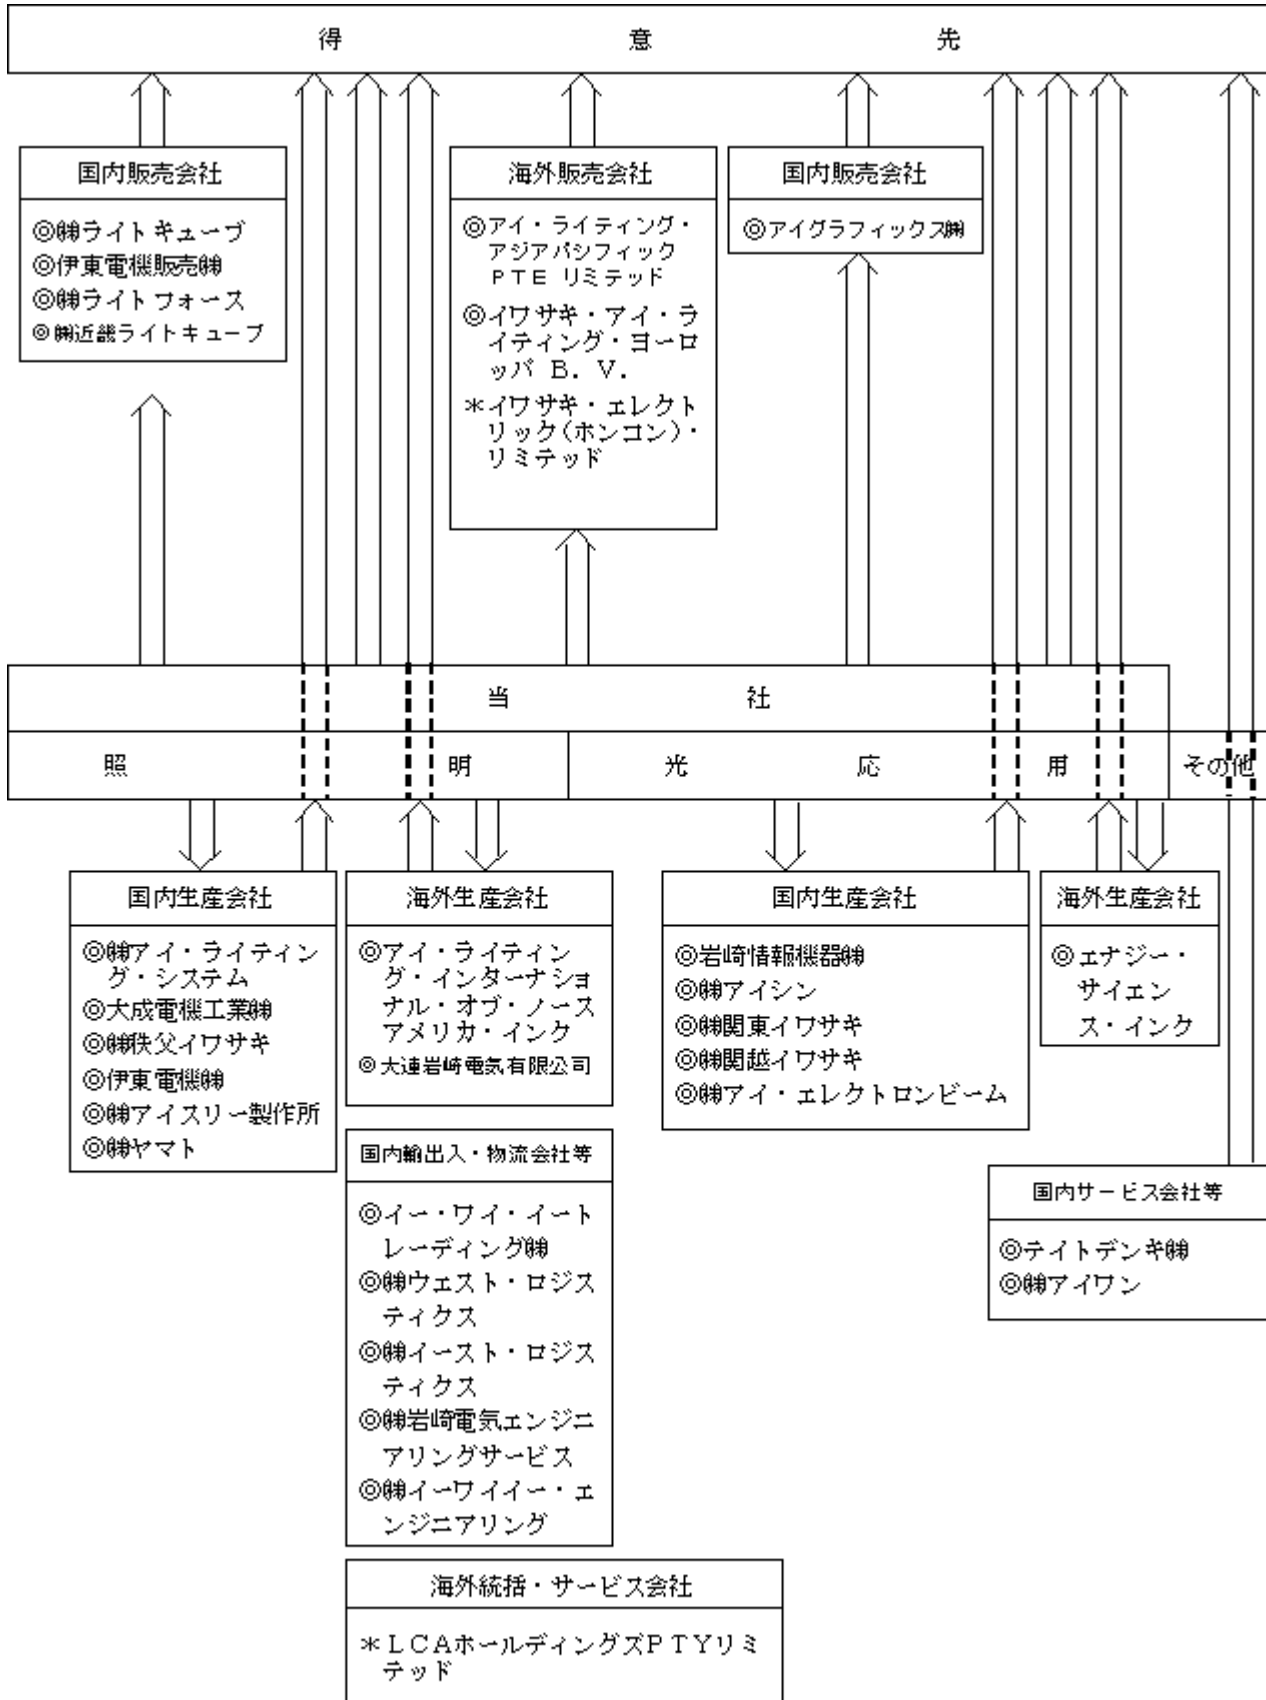 得意先
国内販売会社
◎㈱ライトキューブ
◎伊東電機販売㈱
◎㈱ライトフォース
◎㈱近畿ライトキューブ
海外販売会社
◎アイ・ライティング・
アジアパシフィック
PTE リミテッド
◎イワサキ・アイ・ラ
イティング・ヨーロ
ッパ B.V.
*イワサキ・エレクト
リック(ホンコン)・
リミテッド
国内販売会社
◎アイグラフィックス㈱
当社
照明
光応用
その他
国内生産会社
◎㈱アイ・ライティン
グ・システム
◎大成電機工業㈱
◎㈱秩父イワサキ
◎伊東電機㈱
◎㈱アイスリー製作所
◎㈱ヤマト
海外生産会社
◎アイ・ライティン
グ・インターナショ
ナル・オブ・ノース
アメリカ・インク
◎大連岩崎電気有限公司
国内輸出入・物流会社等
◎イー・ワイ・イート
レーディング㈱
◎㈱ウェスト・ロジス
ティクス
◎㈱イースト・ロジス
ティクス
◎㈱岩崎電気エンジニ
アリングサービス
◎㈱イーワイイー・エ
ンジニアリング
海外統括・サービス会社
*LCAホールディングズPTYリミ
テッド
国内生産会社
◎岩崎情報機器㈱
◎㈱アイシン
◎㈱関東イワサキ
◎㈱関越イワサキ
◎㈱アイ・エレクトロンビーム
海外生産会社
◎エナジー・
サイエン
ス・インク
国内サービス会社等
◎テイトデンキ㈱
◎㈱アイワン